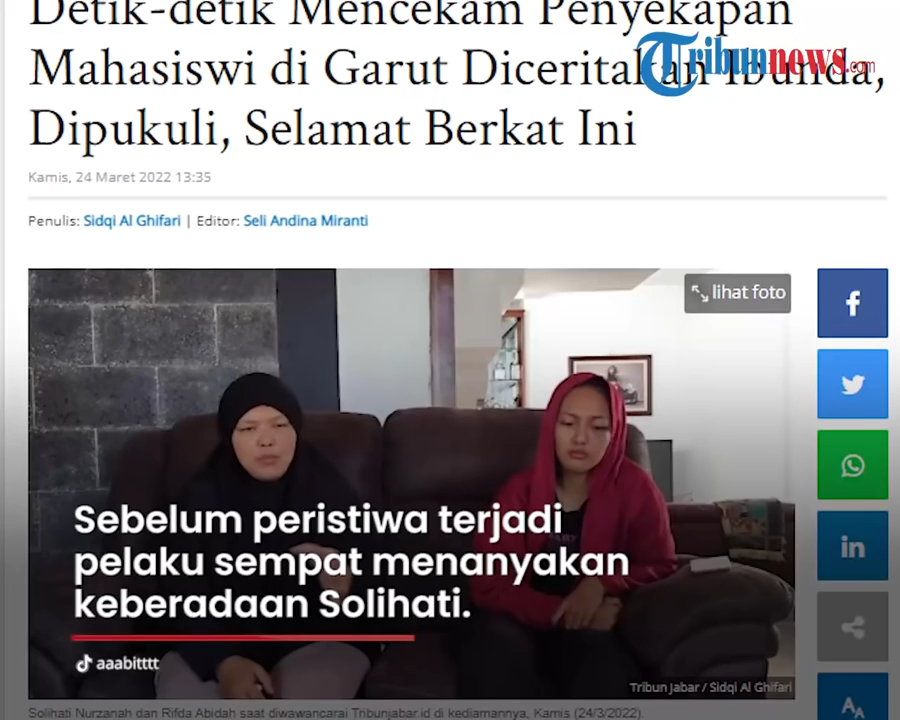 Detik-detik Mencekam Penyekapan
Mahasiswi di Garut Diceritakan Ibunda,
Tribunnews.com
Dipukuli, Selamat Berkat Ini
Kamis, 24 Maret 2022 13:35
Penulis: Sidqi Al Ghifari | Editor: Seli Andina Miranti
lihat foto
f
Sebelum peristiwa terjadi
pelaku sempat menanyakan
keberadaan Solihati.
in
aaabitttt
Tribun Jabar / Sidqi Al Ghifari
AA
Solihati Nurzanah dan Rifda Abidah saat diwawancarai Tribunjabar.id di kediamannya, Kamis (24/3/2022).